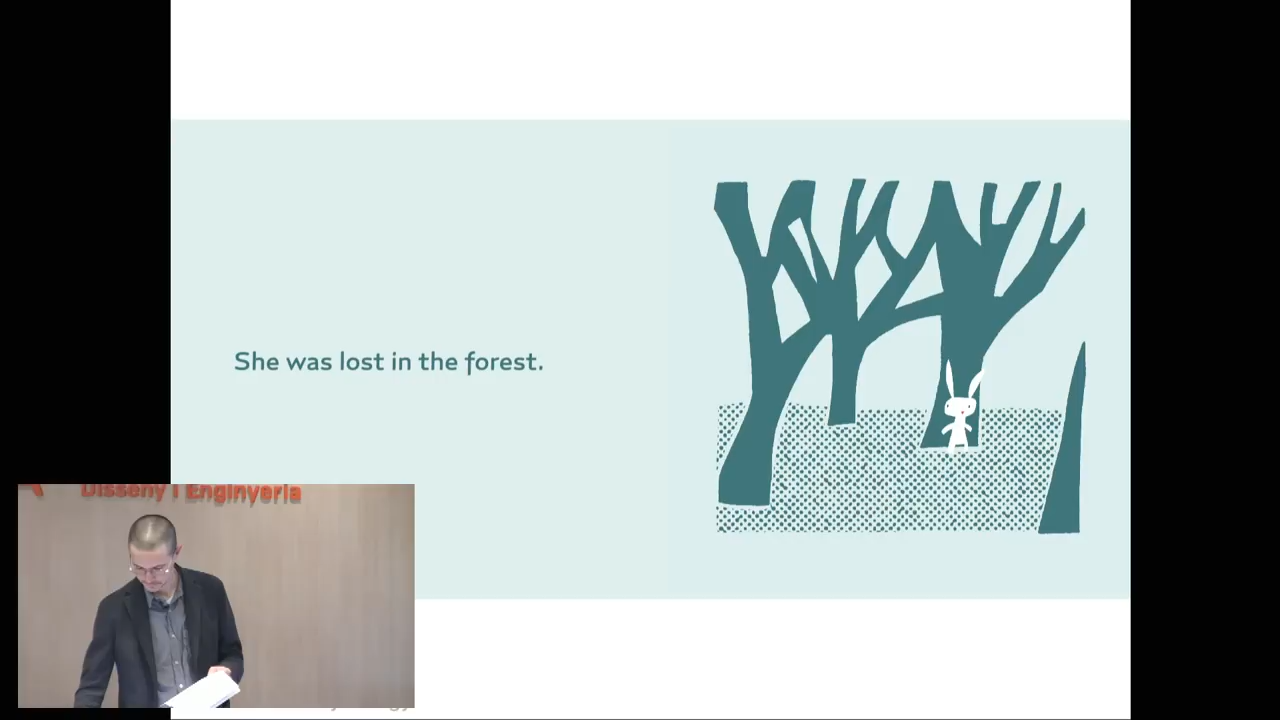 She was lost in the forest.
Disseny i Enginyeria